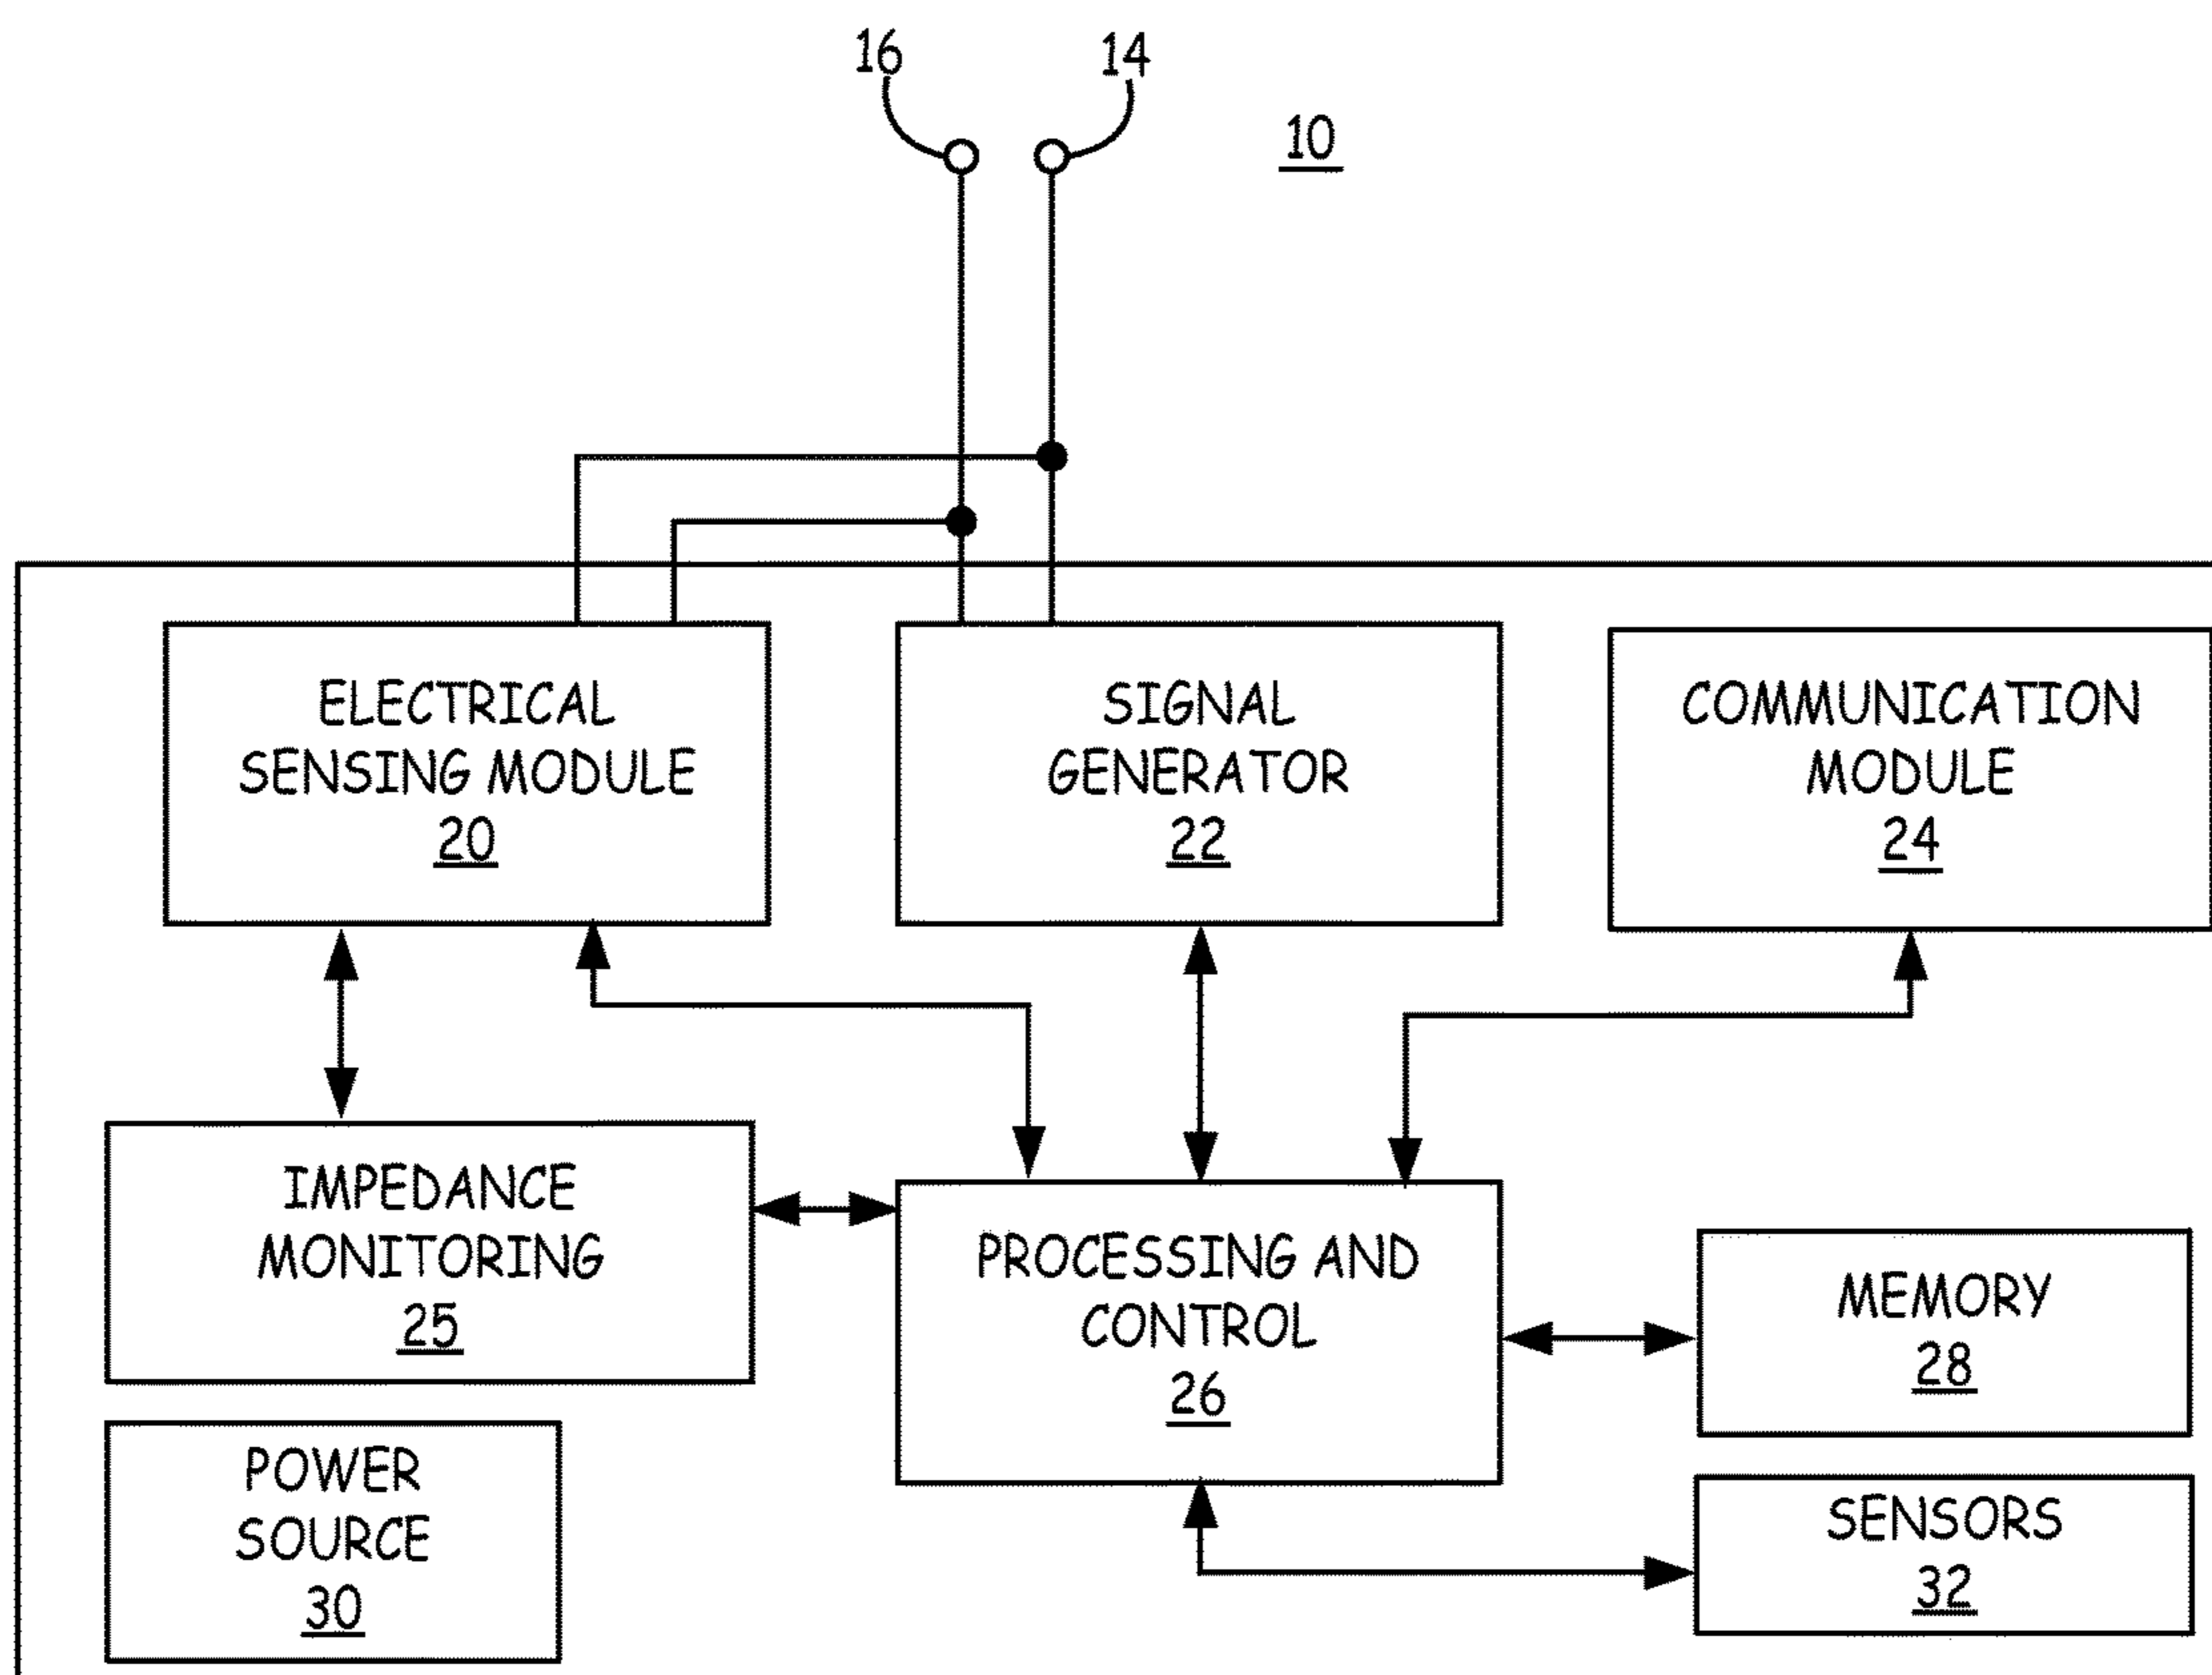 16
14
10
ELECTRICAL
SENSING MODULE
20
SIGNAL
GENERATOR
22
COMMUNICATION
MODULE
24
IMPEDANCE
MONITORING
25
PROCESSING AND
CONTROL
26
MEMORY
28
POWER
SOURCE
30
SENSORS
32